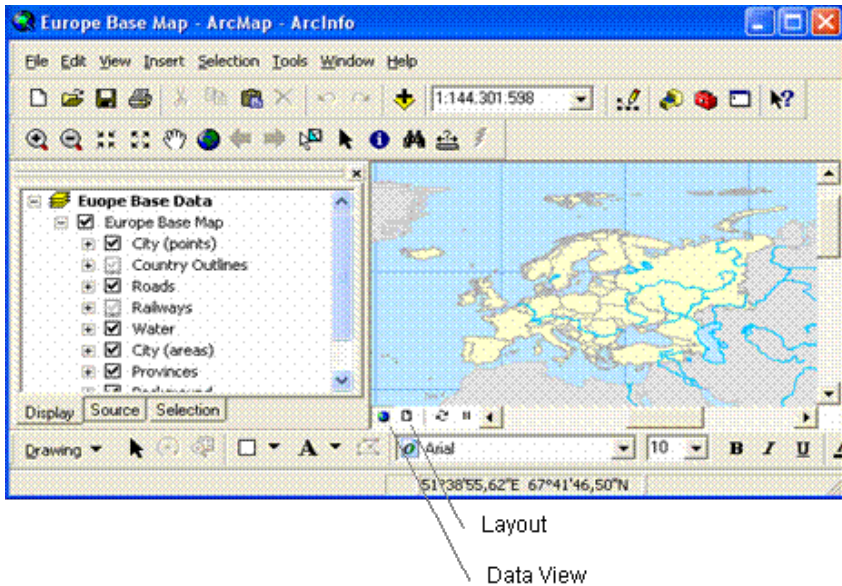 Europe Base Map - ArcMap - ArcInfo
File Edit View Insert Selection Tools Window Help
1:144.301.598
Euope Base Data
Europe Base Map
City (points)
Country Outlines
Roads
Railways
Water
City (areas)
Provinces
Background
Display Source Selection
Drawing A Arial 10 B I U A
51°38'55,62"E 67°41'46,50"N
Layout
Data View